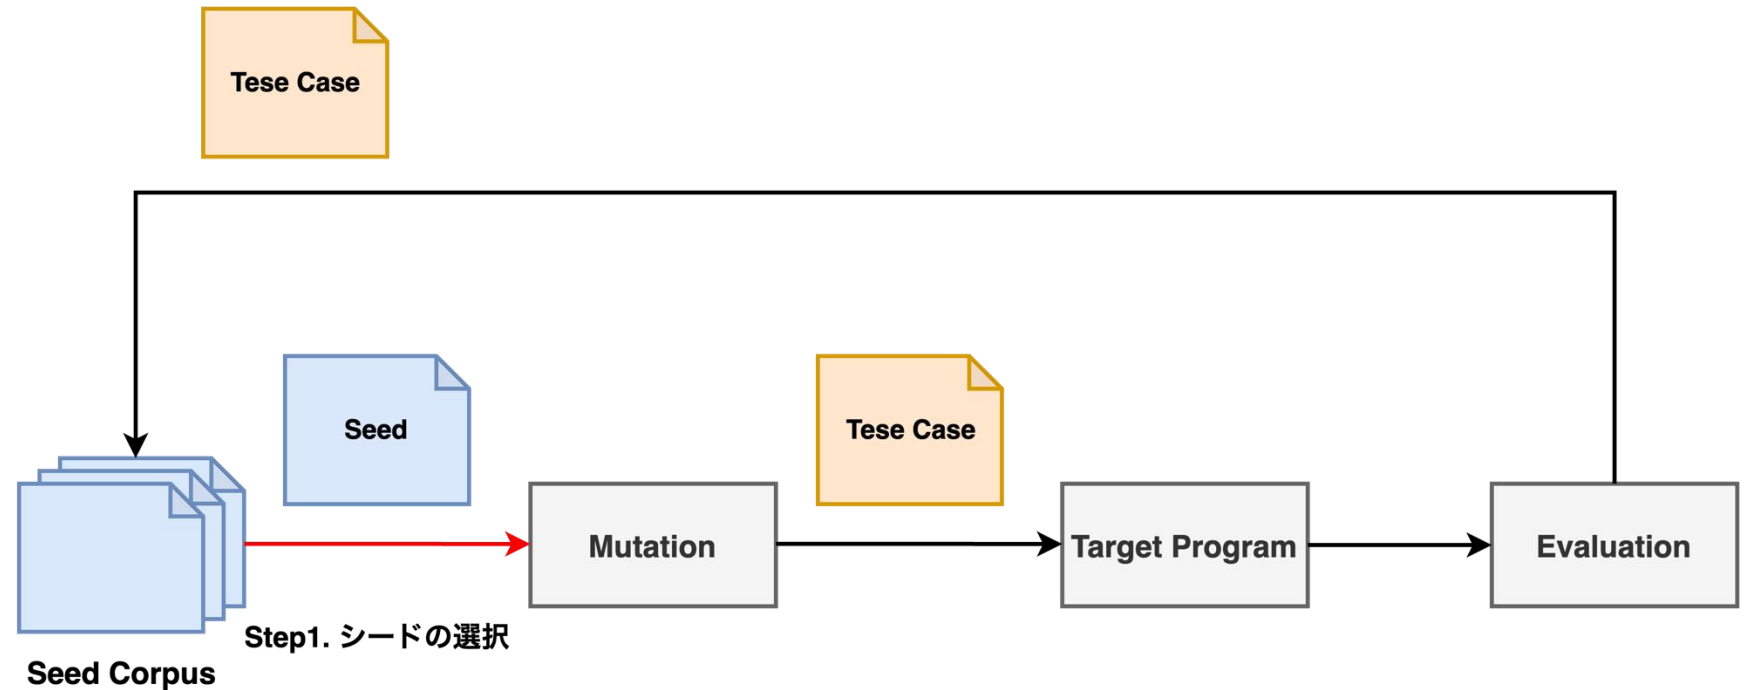 Tese Case
Seed
Tese Case
Mutation
Target Program
Evaluation
Step1. シードの選択
Seed Corpus